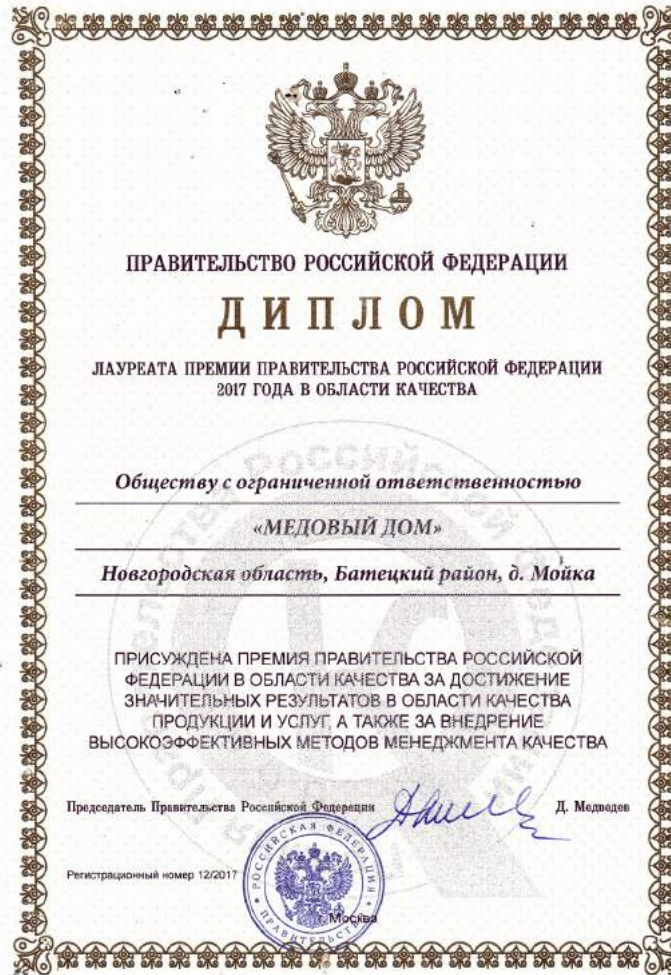 ПРАВИТЕЛЬСТВО РОССИЙСКОЙ ФЕДЕРАЦИИ
ДИПЛОМ
ЛАУРЕАТА ПРЕМИИ ПРАВИТЕЛЬСТВА РОССИЙСКОЙ ФЕДЕРАЦИИ
2017 ГОДА В ОБЛАСТИ КАЧЕСТВА
Обществу с ограниченной ответственностью
«МЕДОВЫЙ ДОМ»
Новгородская область, Батецкий район, д. Мойка
ПРИСУЖДЕНА ПРЕМИЯ ПРАВИТЕЛЬСТВА РОССИЙСКОЙ
ФЕДЕРАЦИИ В ОБЛАСТИ КАЧЕСТВА ЗА ДОСТИЖЕНИЕ
ЗНАЧИТЕЛЬНЫХ РЕЗУЛЬТАТОВ В ОБЛАСТИ КАЧЕСТВА
ПРОДУКЦИИ И УСЛУГ, А ТАКЖЕ ЗА ВНЕДРЕНИЕ
ВЫСОКОЭФФЕКТИВНЫХ МЕТОДОВ МЕНЕДЖМЕНТА КАЧЕСТВА
Председатель Правительства Российской Федерации Д. Медведев
Регистрационный номер 12/2017
РОССИЙСКАЯ ФЕДЕРАЦИЯ
ПРАВИТЕЛЬСТВО
г. Москва